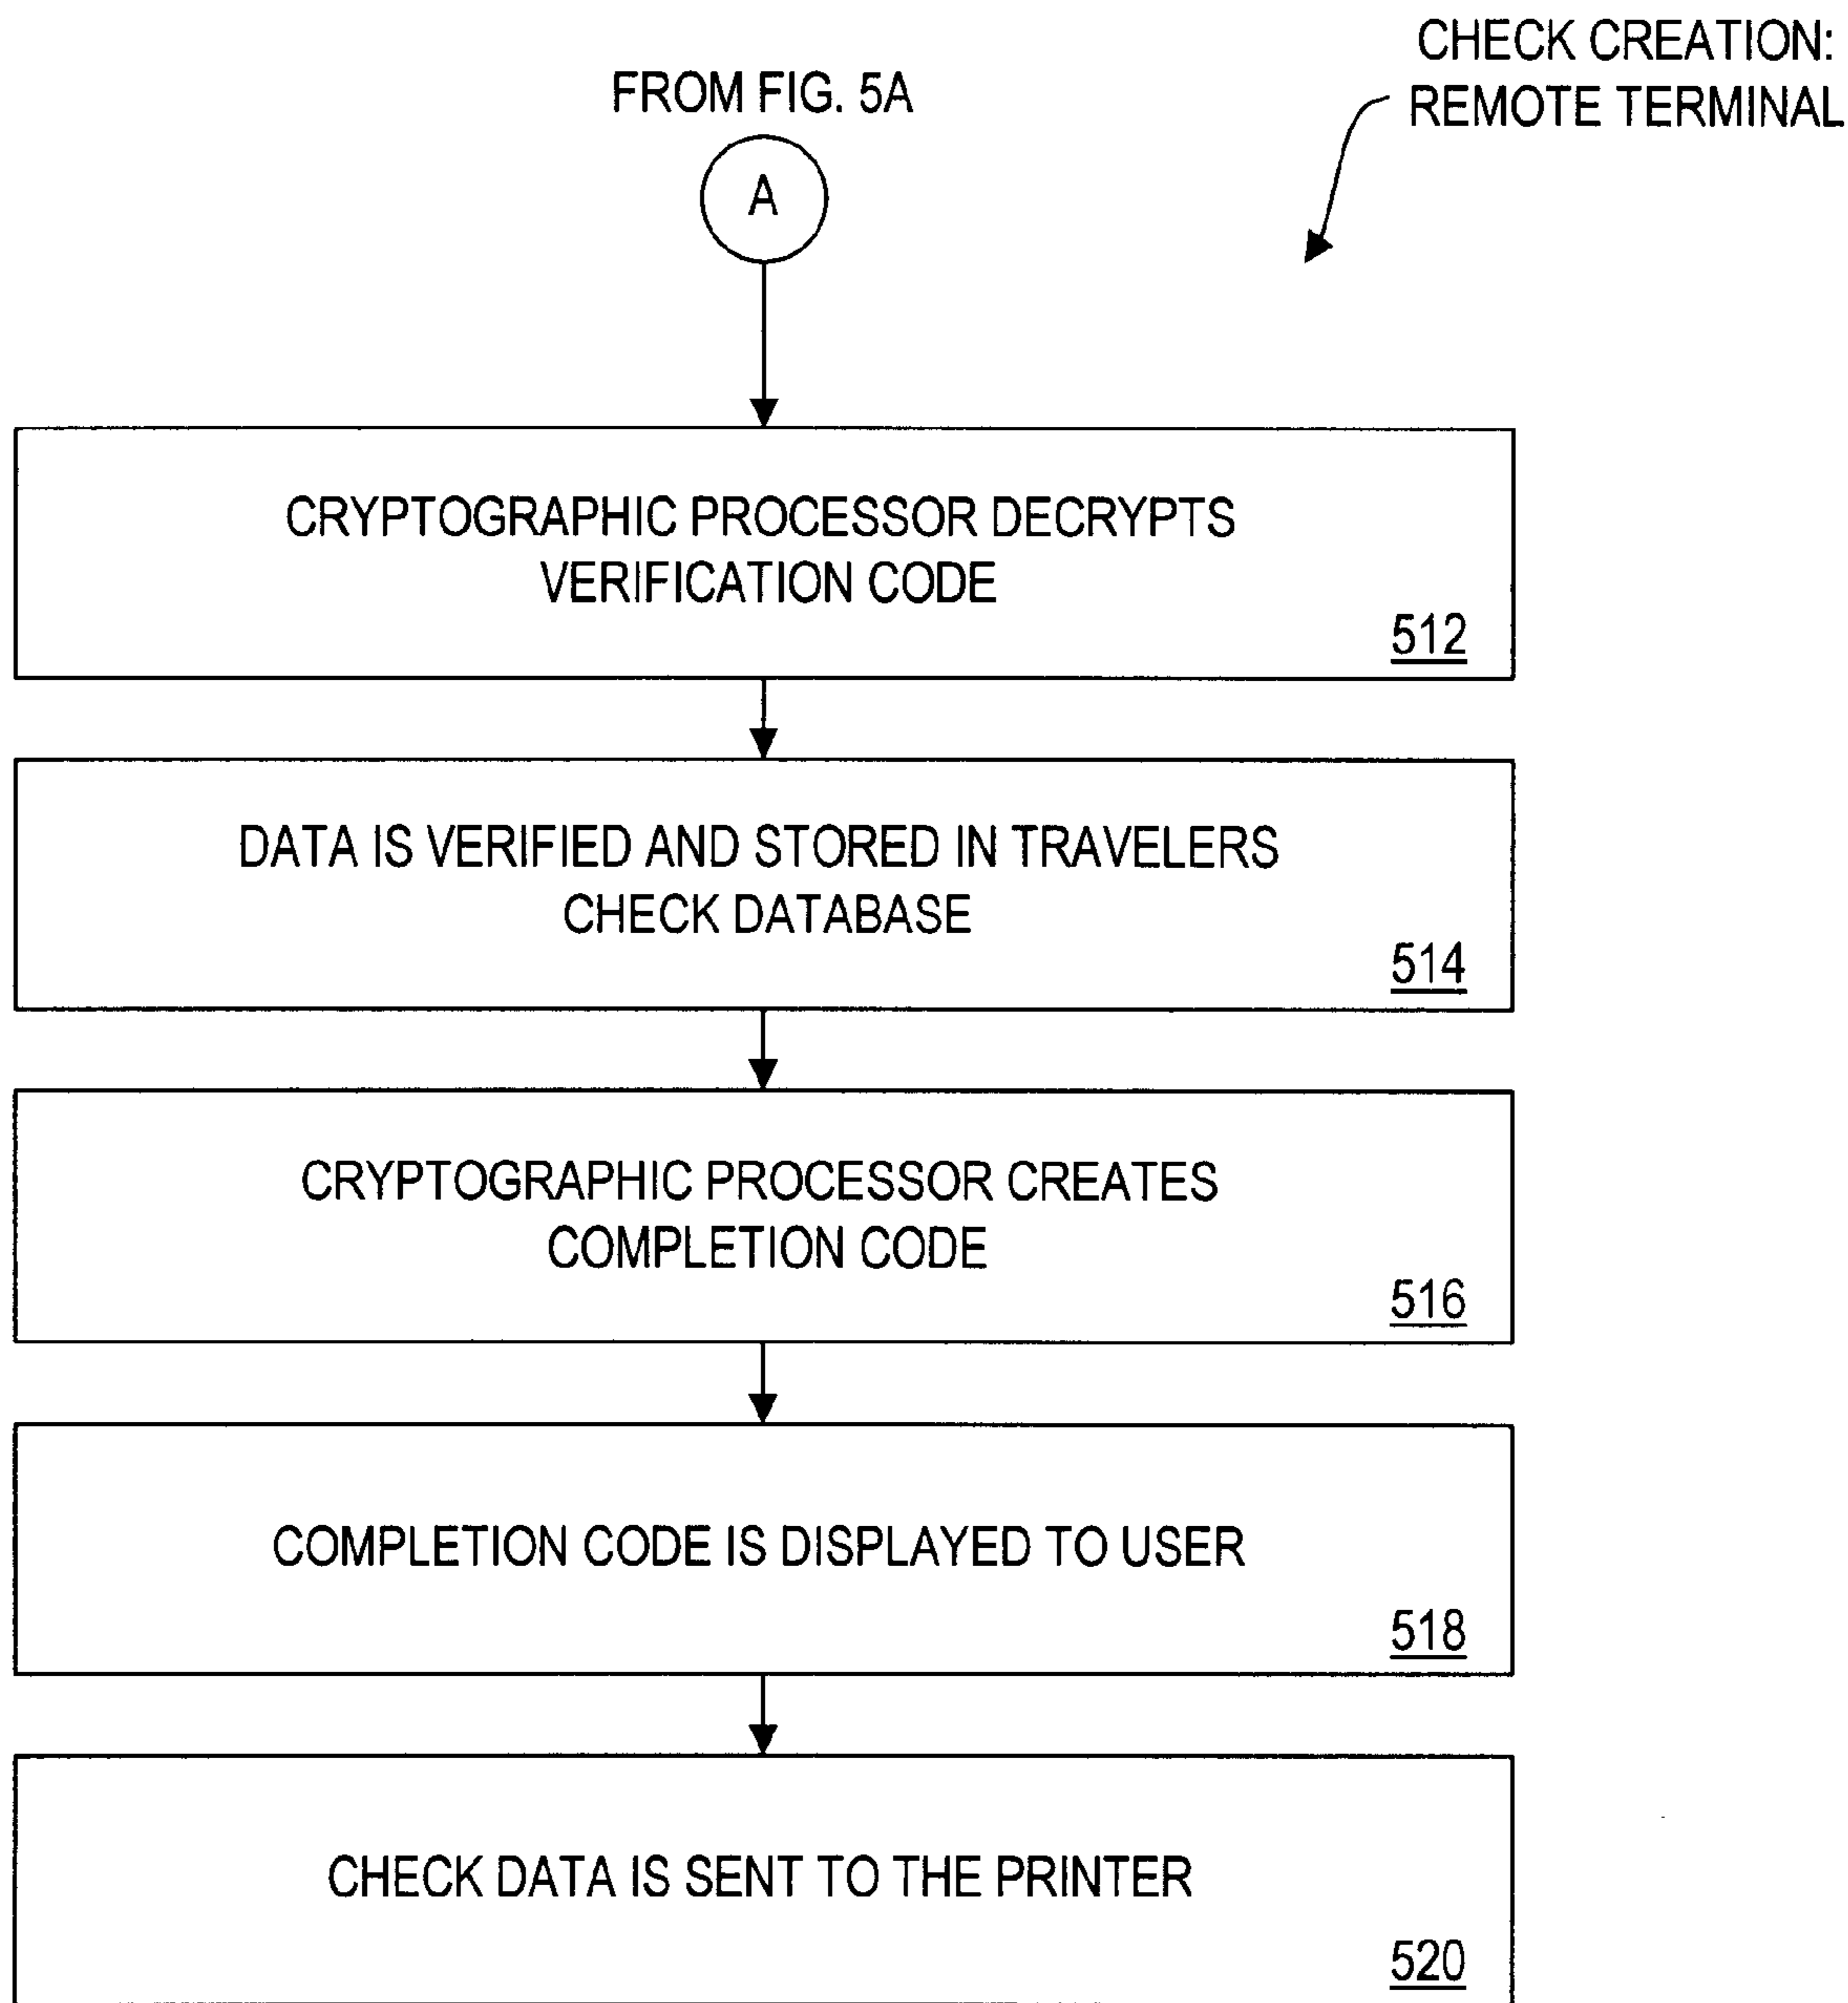 CHECK CREATION:
REMOTE TERMINAL
FROM FIG. 5A
A
CRYPTOGRAPHIC PROCESSOR DECRYPTS
VERIFICATION CODE
512
DATA IS VERIFIED AND STORED IN TRAVELERS
CHECK DATABASE
514
CRYPTOGRAPHIC PROCESSOR CREATES
COMPLETION CODE
516
COMPLETION CODE IS DISPLAYED TO USER
518
CHECK DATA IS SENT TO THE PRINTER
520